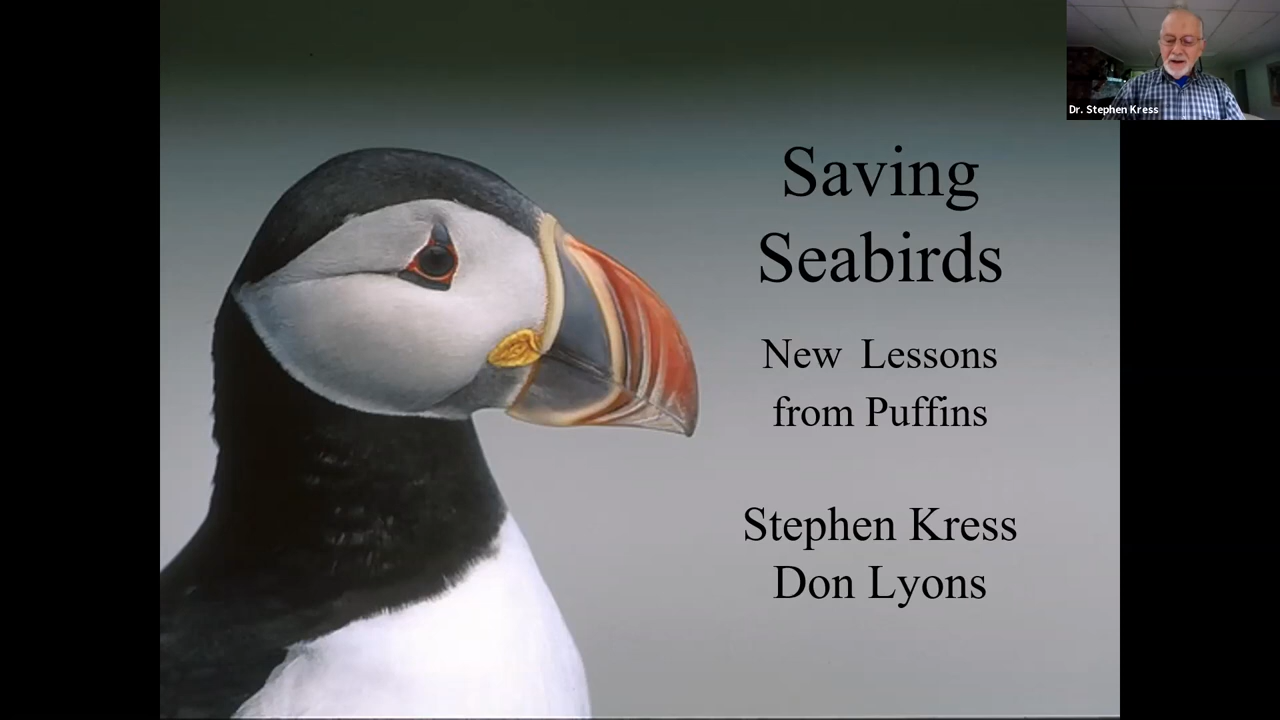 Saving
Seabirds
New Lessons
from Puffins
Stephen Kress
Don Lyons
Dr. Stephen Kress